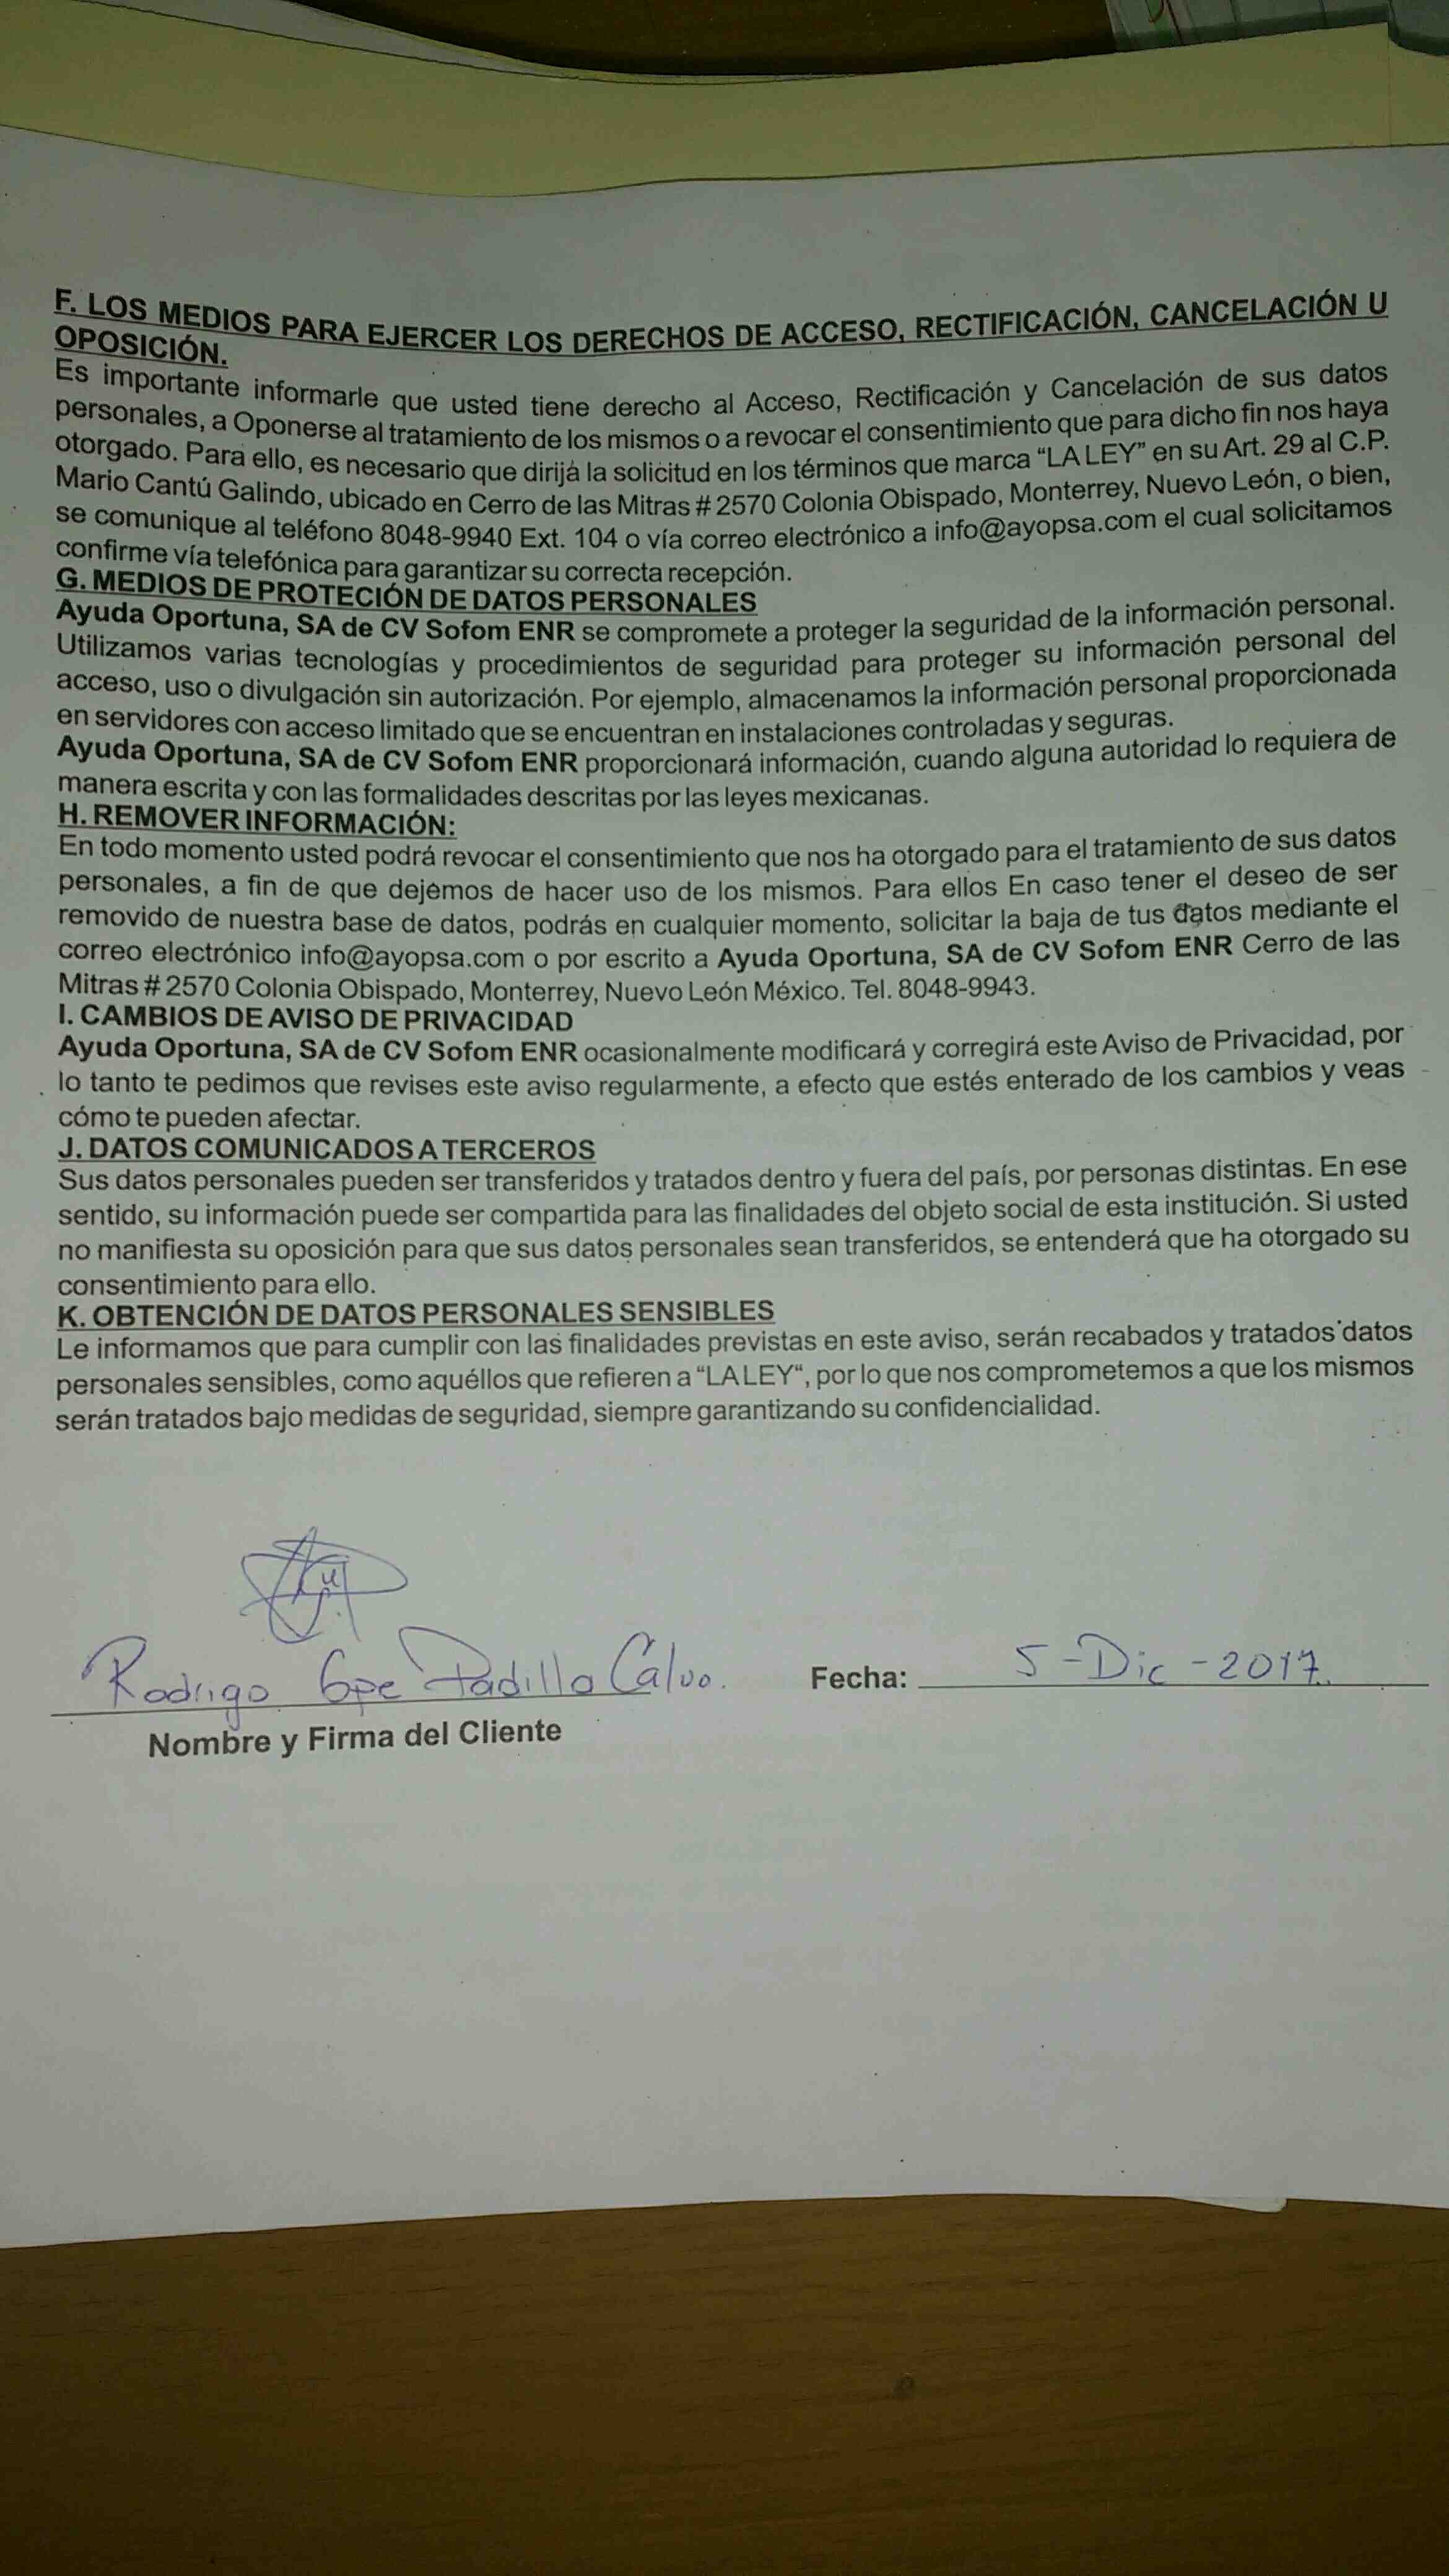 F. LOS MEDIOS PARA EJERCER LOS DERECHOS DE ACCESO, RECTIFICACIÓN, CANCELACIÓN U
OPOSICIÓN.
Es importante informarle que usted tiene derecho al Acceso, Rectificación y Cancelación de sus datos
personales, a Oponerse al tratamiento de los mismos o a revocar el consentimiento que para dicho fin nos haya
otorgado. Para ello, es necesario que dirijá la solicitud en los términos que marca “LA LEY” en su Art. 29 al C.P.
Mario Cantú Galindo, ubicado en Cerro de las Mitras # 2570 Colonia Obispado, Monterrey, Nuevo León, o bien,
se comunique al teléfono 8048-9940 Ext. 104 o vía correo electrónico a info@ayopsa.com el cual solicitamos
confirme vía telefónica para garantizar su correcta recepción.
G. MEDIOS DE PROTECIÓN DE DATOS PERSONALES
Ayuda Oportuna, SA de CV Sofom ENR se compromete a proteger la seguridad de la información personal.
Utilizamos varias tecnologías y procedimientos de seguridad para proteger su información personal del
acceso, uso o divulgación sin autorización. Por ejemplo, almacenamos la información personal proporcionada
en servidores con acceso limitado que se encuentran en instalaciones controladas y seguras.
Ayuda Oportuna, SA de CV Sofom ENR proporcionará información, cuando alguna autoridad lo requiera de
manera escrita y con las formalidades descritas por las leyes mexicanas.
H. REMOVER INFORMACIÓN:
En todo momento usted podrá revocar el consentimiento que nos ha otorgado para el tratamiento de sus datos
personales, a fin de que dejemos de hacer uso de los mismos. Para ellos En caso tener el deseo de ser
removido de nuestra base de datos, podrás en cualquier momento, solicitar la baja de tus datos mediante el
correo electrónico info@ayopsa.com o por escrito a Ayuda Oportuna, SA de CV Sofom ENR Cerro de las
Mitras # 2570 Colonia Obispado, Monterrey, Nuevo León México. Tel. 8048-9943.
I. CAMBIOS DE AVISO DE PRIVACIDAD
Ayuda Oportuna, SA de CV Sofom ENR ocasionalmente modificará y corregirá este Aviso de Privacidad, por
lo tanto te pedimos que revises este aviso regularmente, a efecto que estés enterado de los cambios y veas
cómo te pueden afectar.
J. DATOS COMUNICADOS A TERCEROS
Sus datos personales pueden ser transferidos y tratados dentro y fuera del país, por personas distintas. En ese
sentido, su información puede ser compartida para las finalidades del objeto social de esta institución. Si usted
no manifiesta su oposición para que sus datos personales sean transferidos, se entenderá que ha otorgado su
consentimiento para ello.
K. OBTENCIÓN DE DATOS PERSONALES SENSIBLES
Le informamos que para cumplir con las finalidades previstas en este aviso, serán recabados y tratados datos
personales sensibles, como aquéllos que refieren a “LA LEY“, por lo que nos comprometemos a que los mismos
serán tratados bajo medidas de seguridad, siempre garantizando su confidencialidad.
Rodrigo Gpe Padilla Calvo. Fecha: 5-Dic-2017.
Nombre y Firma del Cliente